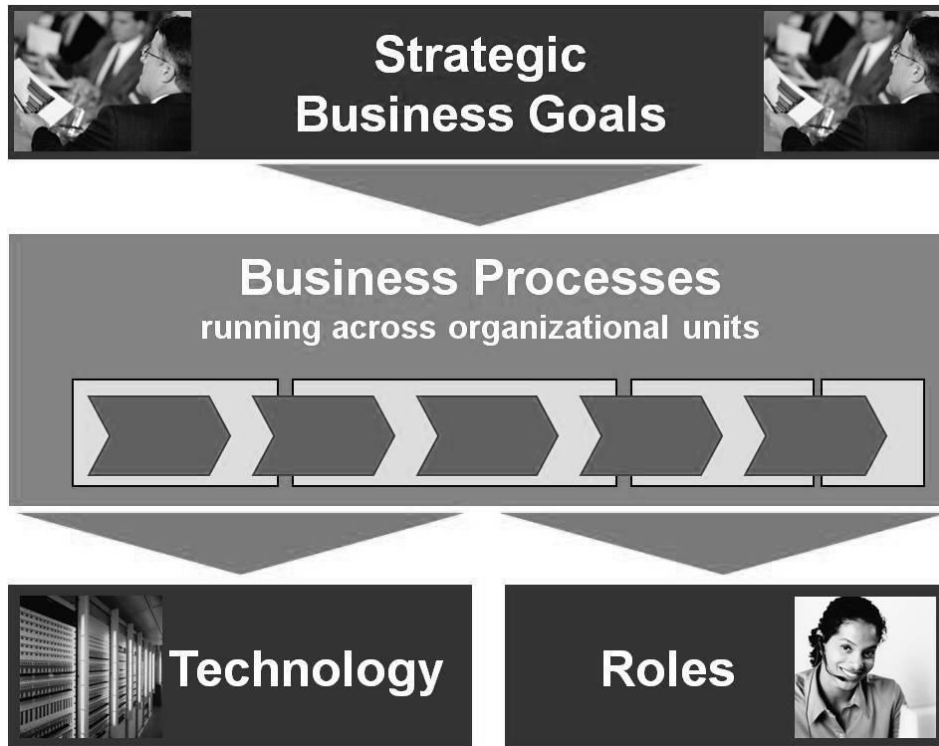 Strategic
Business Goals
Business Processes
running across organizational units
Technology
Roles